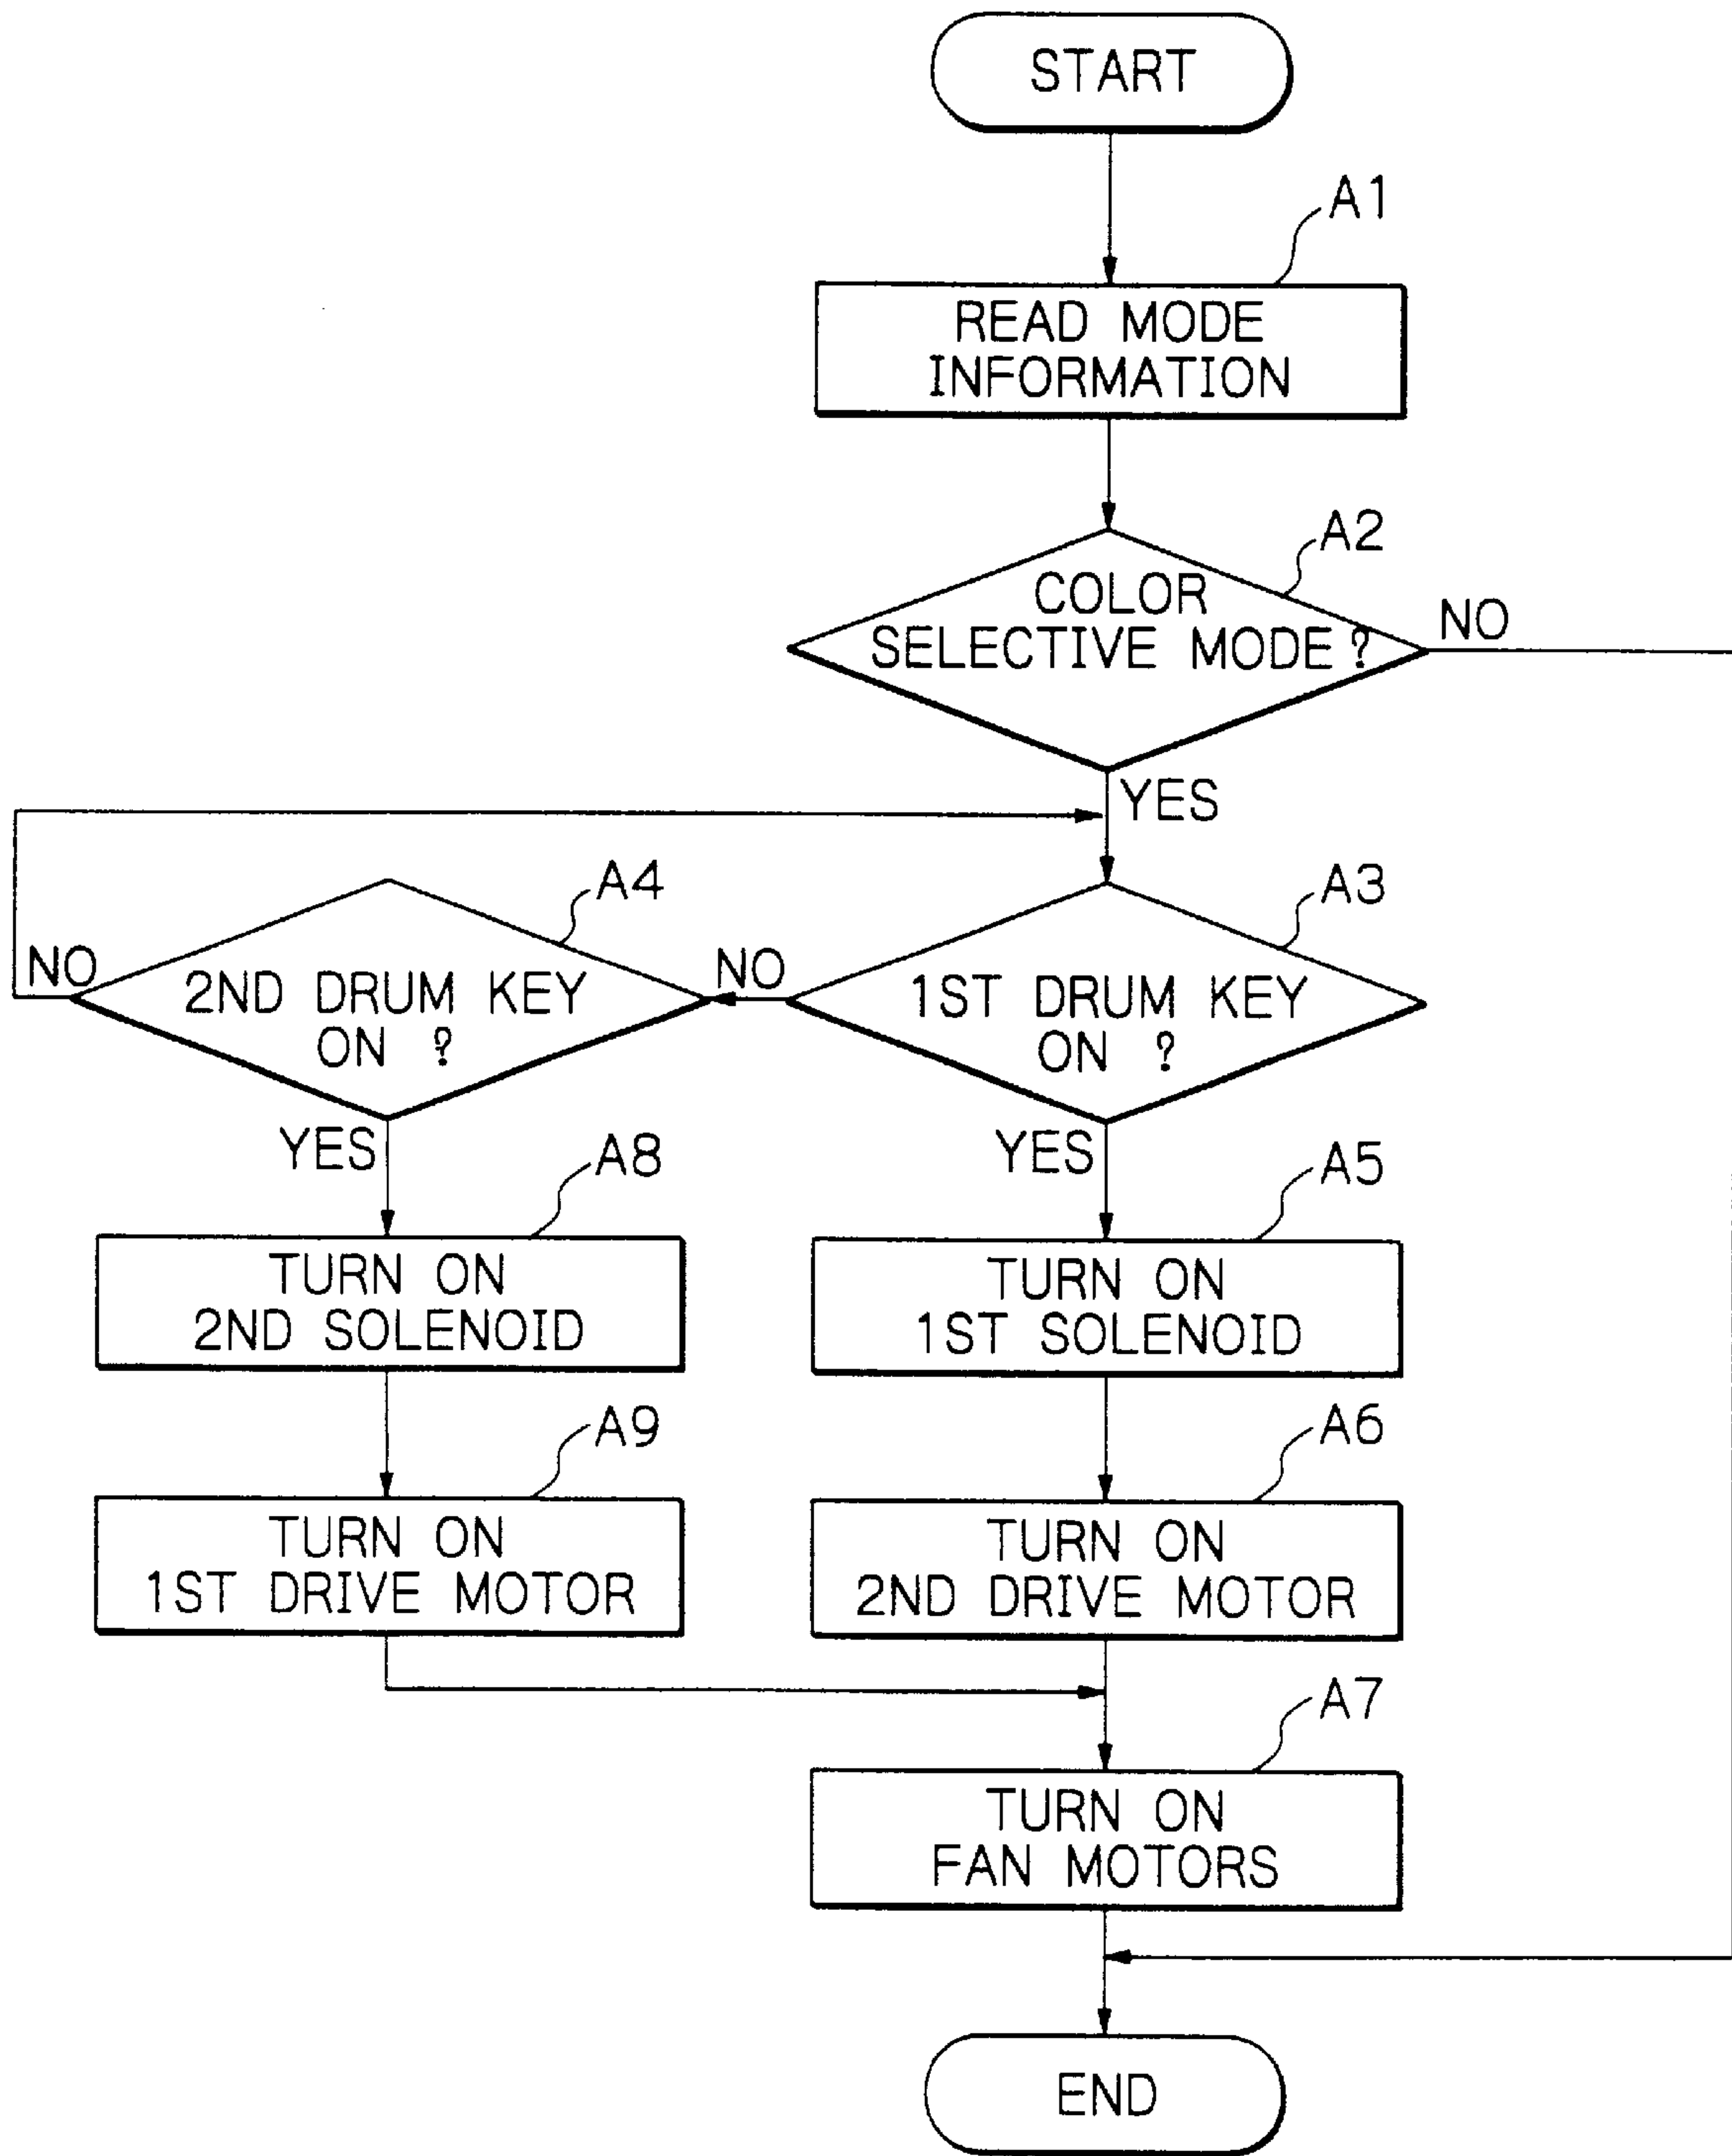 START
A1
READ MODE
INFORMATION
A2
COLOR
SELECTIVE MODE ?
NO
YES
A4
A3
NO
2ND DRUM KEY
ON ?
NO
1ST DRUM KEY
ON ?
YES
A8
YES
A5
TURN ON
2ND SOLENOID
TURN ON
1ST SOLENOID
A9
A6
TURN ON
1ST DRIVE MOTOR
TURN ON
2ND DRIVE MOTOR
A7
TURN ON
FAN MOTORS
END